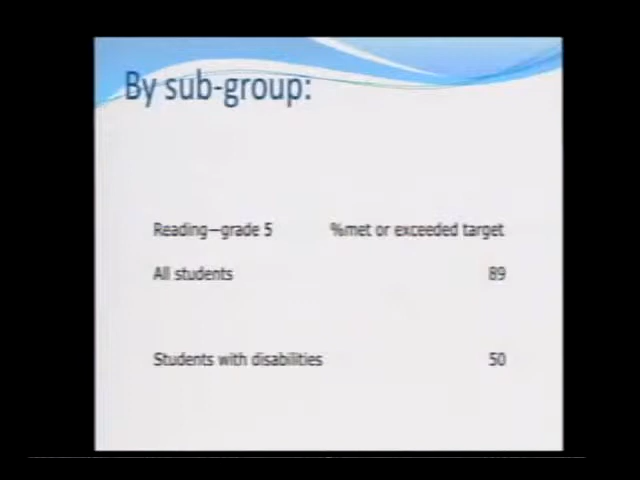 By sub-group:
Reading—grade 5 %met or exceeded target
All students 89
Students with disabilities 50